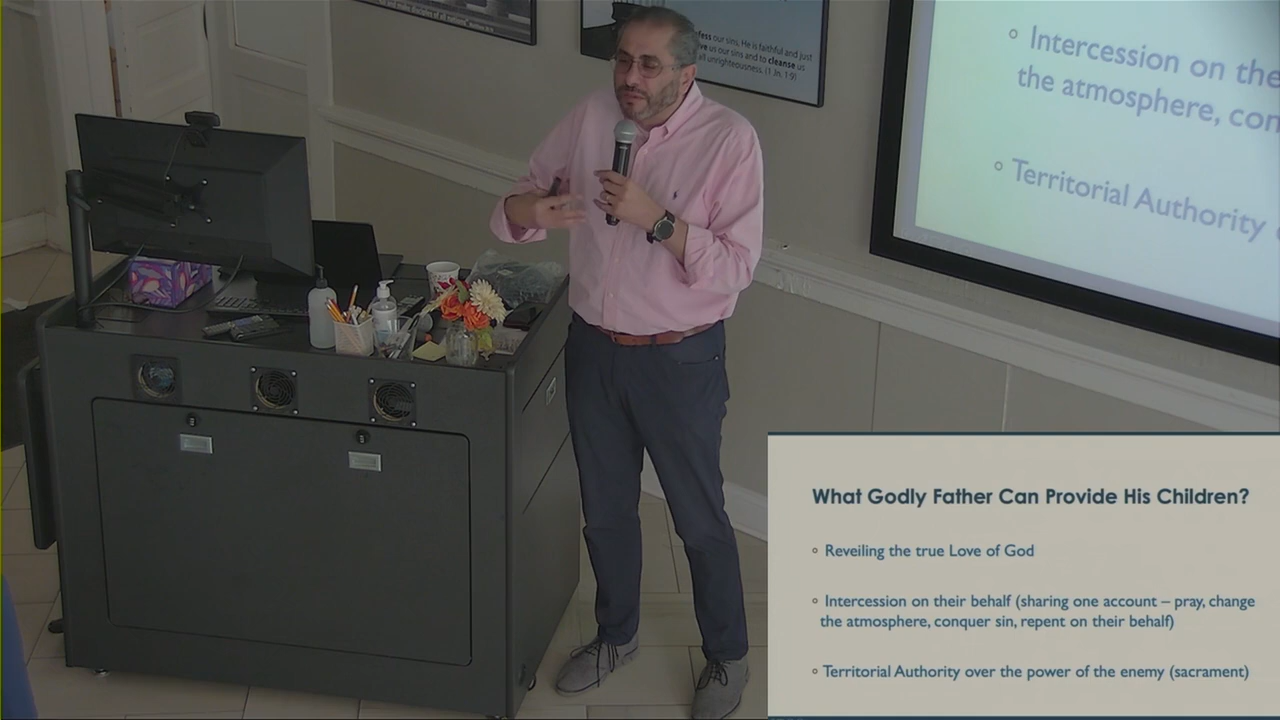 fess our sins, He is faithful and just
ve us our sins and to cleanse us
all unrighteousness. (1 Jn. 1:9)
Intercession on the
the atmosphere, con
Territorial Authority
What Godly Father Can Provide His Children?
Reveiling the true Love of God
Intercession on their behalf (sharing one account – pray, change
the atmosphere, conquer sin, repent on their behalf)
Territorial Authority over the power of the enemy (sacrament)